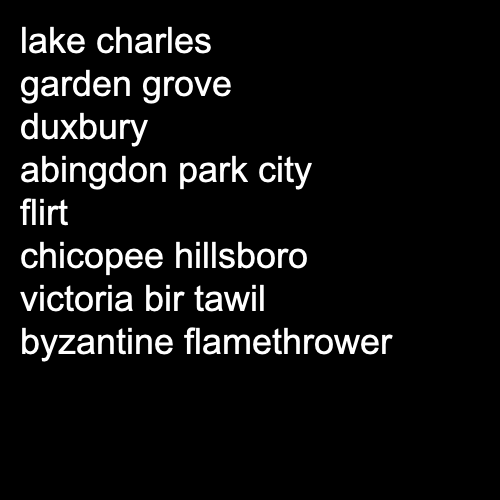 lake charles
garden grove
duxbury
abingdon park city
flirt
chicopee hillsboro
victoria bir tawil
byzantine flamethrower